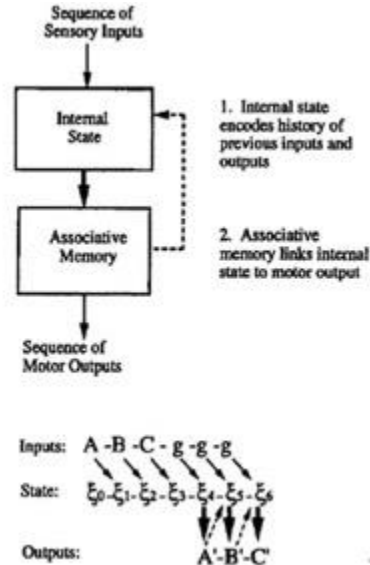 Sequence of
Sensory Inputs
Internal
State
1. Internal state
encodes history of
previous inputs and
outputs
Associative
Memory
2. Associative
memory links internal
state to motor output
Sequence of
Motor Outputs
Inputs: A -B - C - g - g - g
State: ξ0 - ξ1 - ξ2 - ξ3 - ξ4 - ξ5 - ξ6
Outputs: A' - B' - C'